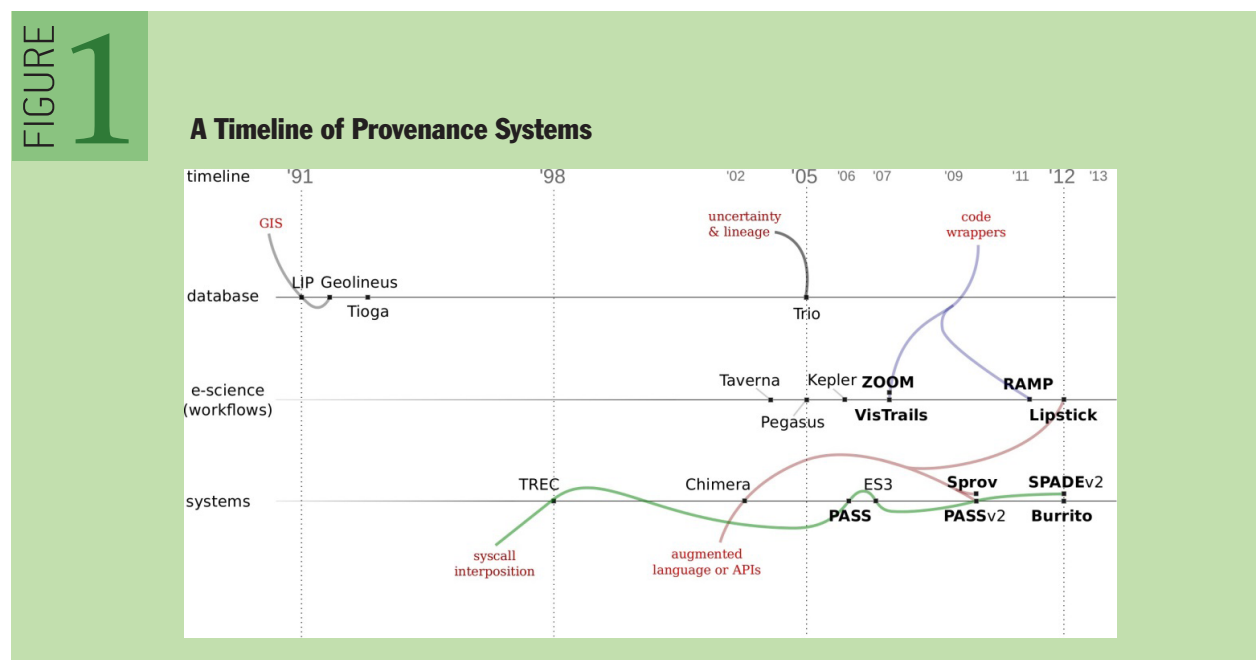 FIGURE 1
A Timeline of Provenance Systems
timeline '91 '98 '02 '05 '06 '07 '09 '11 '12 '13
GIS
uncertainty
& lineage
code
wrappers
LIP Geolineus
database
Tioga
Trio
e-science
(workflows)
Taverna
Kepler
ZOOM
RAMP
Pegasus
VisTrails
Lipstick
systems
TREC
Chimera
ES3
Sprov
SPADEv2
PASS
PASSv2
Burrito
syscall
interposition
augmented
language or APIs